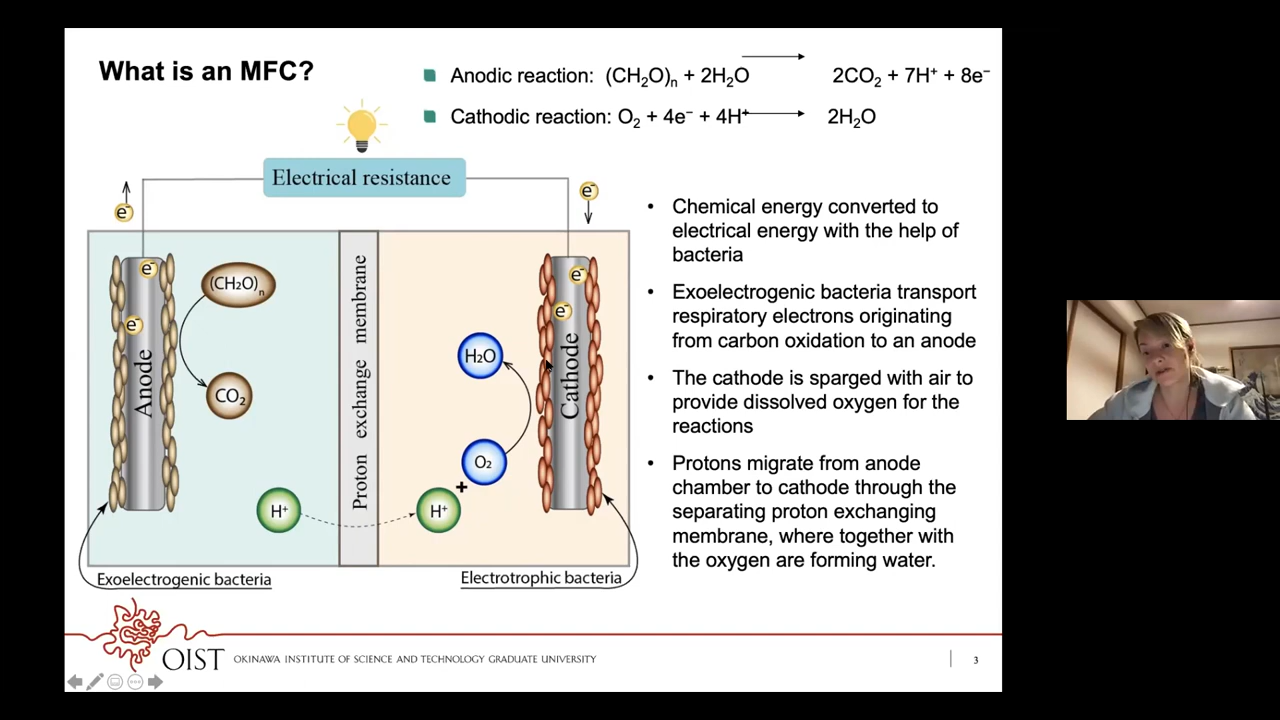 What is an MFC?
Anodic reaction: (CH₂O)n + 2H₂O 2CO₂ + 7H⁺ + 8e⁻
Cathodic reaction: O₂ + 4e⁻ + 4H⁺ 2H₂O
Electrical resistance
e⁻
e⁻
e⁻
e⁻
e⁻
e⁻
Anode
(CH₂O)n
CO₂
H⁺
Proton exchange membrane
H₂O
O₂
+
H⁺
Cathode
Exoelectrogenic bacteria
Electrotrophic bacteria
• Chemical energy converted to
electrical energy with the help of
bacteria
• Exoelectrogenic bacteria transport
respiratory electrons originating
from carbon oxidation to an anode
• The cathode is sparged with air to
provide dissolved oxygen for the
reactions
• Protons migrate from anode
chamber to cathode through the
separating proton exchanging
membrane, where together with
the oxygen are forming water.
OIST OKINAWA INSTITUTE OF SCIENCE AND TECHNOLOGY GRADUATE UNIVERSITY
3